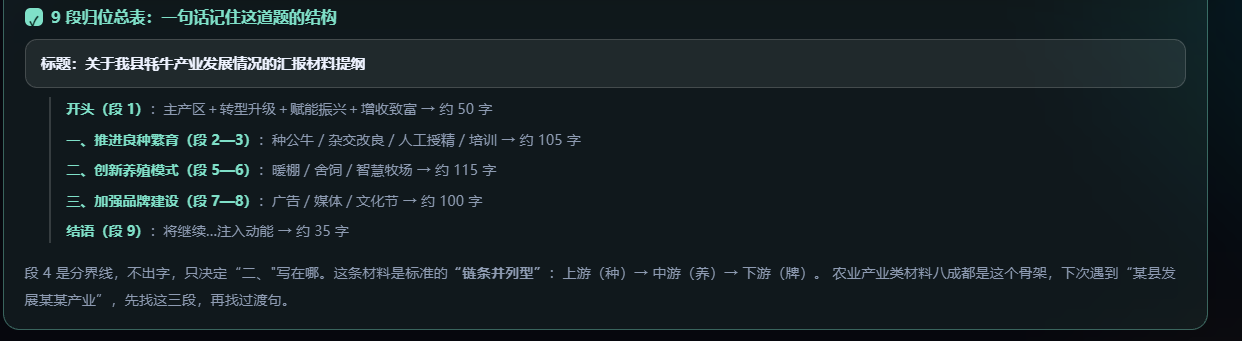 9 段归位总表：一句话记住这道题的结构
标题：关于我县牦牛产业发展情况的汇报材料提纲
开头（段 1）：主产区 + 转型升级 + 赋能振兴 + 增收致富 → 约 50 字
一、推进良种繁育（段 2—3）：种公牛 / 杂交改良 / 人工授精 / 培训 → 约 105 字
二、创新养殖模式（段 5—6）：暖棚 / 舍饲 / 智慧牧场 → 约 115 字
三、加强品牌建设（段 7—8）：广告 / 媒体 / 文化节 → 约 100 字
结语（段 9）：将继续…注入动能 → 约 35 字
段 4 是分界线，不出字，只决定“二、"写在哪。这条材料是标准的“链条并列型”：上游（种）→ 中游（养）→ 下游（牌）。 农业产业类材料八成都是这个骨架，下次遇到“某县发
展某某产业”，先找这三段，再找过渡句。